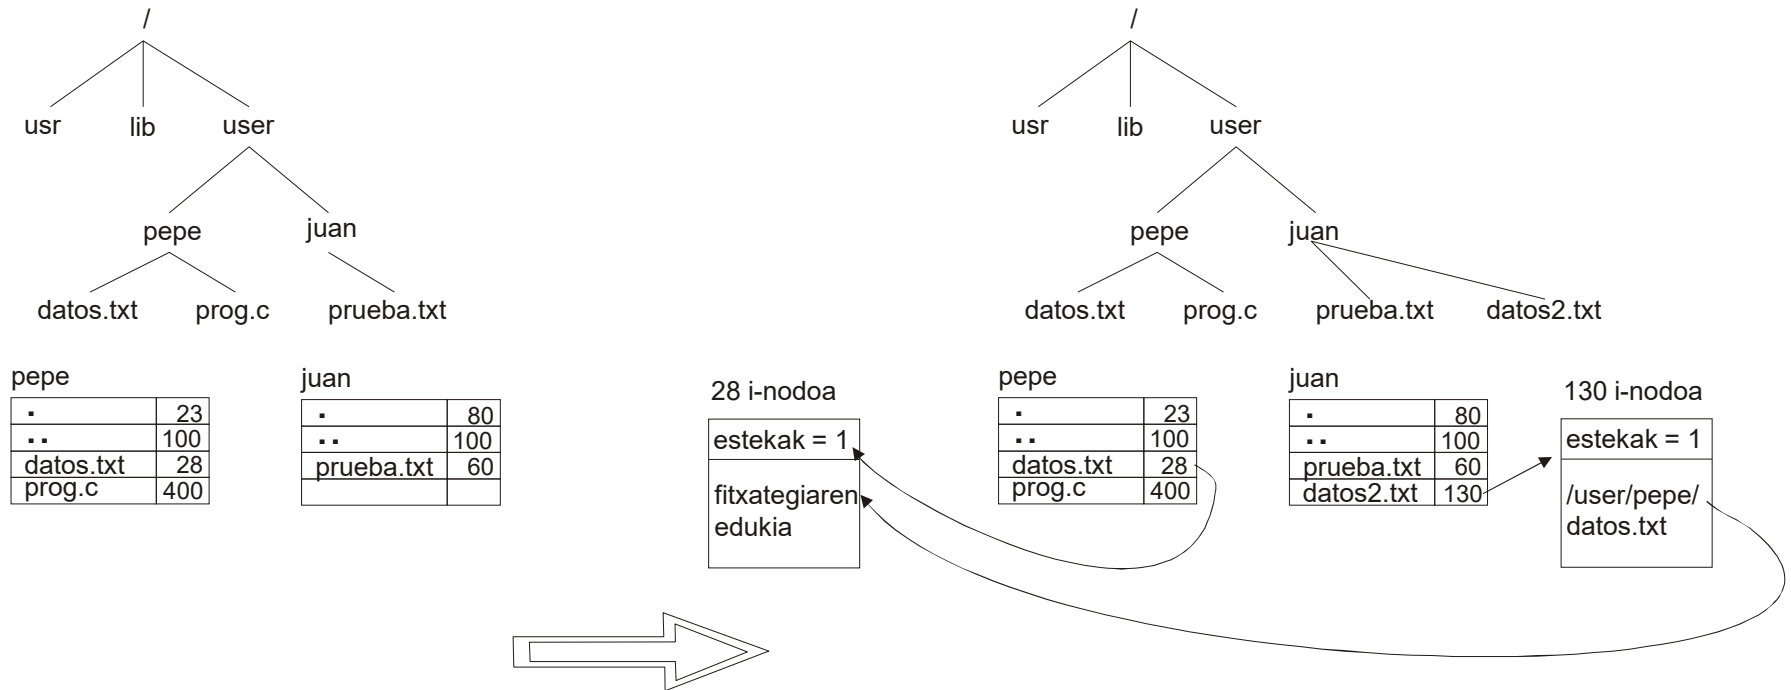 /
usr lib user
pepe juan
datos.txt prog.c prueba.txt
pepe
. 23
.. 100
datos.txt 28
prog.c 400
juan
. 80
.. 100
prueba.txt 60
/
usr lib user
pepe juan
datos.txt prog.c prueba.txt datos2.txt
28 i-nodoa
estekak = 1
fitxategiaren
edukia
pepe
. 23
.. 100
datos.txt 28
prog.c 400
juan
. 80
.. 100
prueba.txt 60
datos2.txt 130
130 i-nodoa
estekak = 1
/user/pepe/
datos.txt